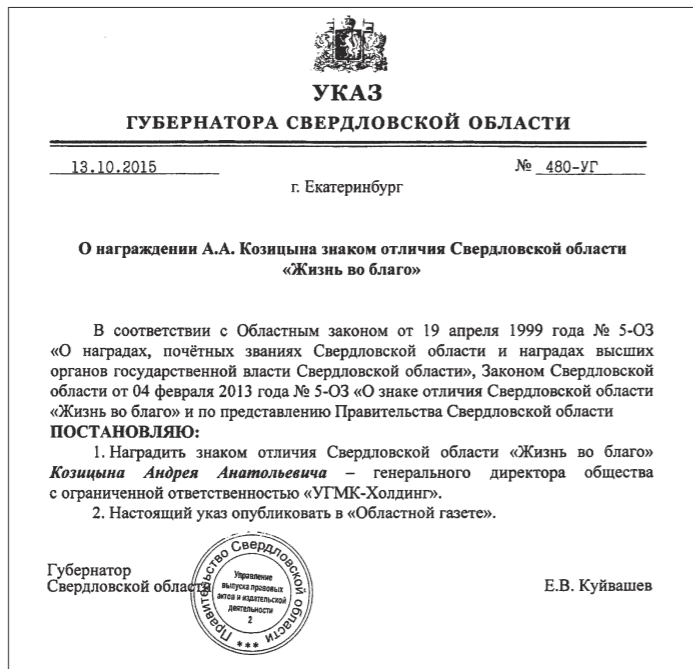 УКАЗ
ГУБЕРНАТОРА СВЕРДЛОВСКОЙ ОБЛАСТИ
13.10.2015 № 480-УГ
г. Екатеринбург
О награждении А.А. Козицына знаком отличия Свердловской области
«Жизнь во благо»
В соответствии с Областным законом от 19 апреля 1999 года № 5-ОЗ
«О наградах, почётных званиях Свердловской области и наградах высших
органов государственной власти Свердловской области», Законом Свердловской
области от 04 февраля 2013 года № 5-ОЗ «О знаке отличия Свердловской области
«Жизнь во благо» и по представлению Правительства Свердловской области
ПОСТАНОВЛЯЮ:
1. Наградить знаком отличия Свердловской области «Жизнь во благо»
Козицына Андрея Анатольевича – генерального директора общества
с ограниченной ответственностью «УГМК-Холдинг».
2. Настоящий указ опубликовать в «Областной газете».
Губернатор
Свердловской области Е.В. Куйвашев
Правительство Свердловской области ***
Управление
выпуска правовых
актов и издательской
деятельности
2